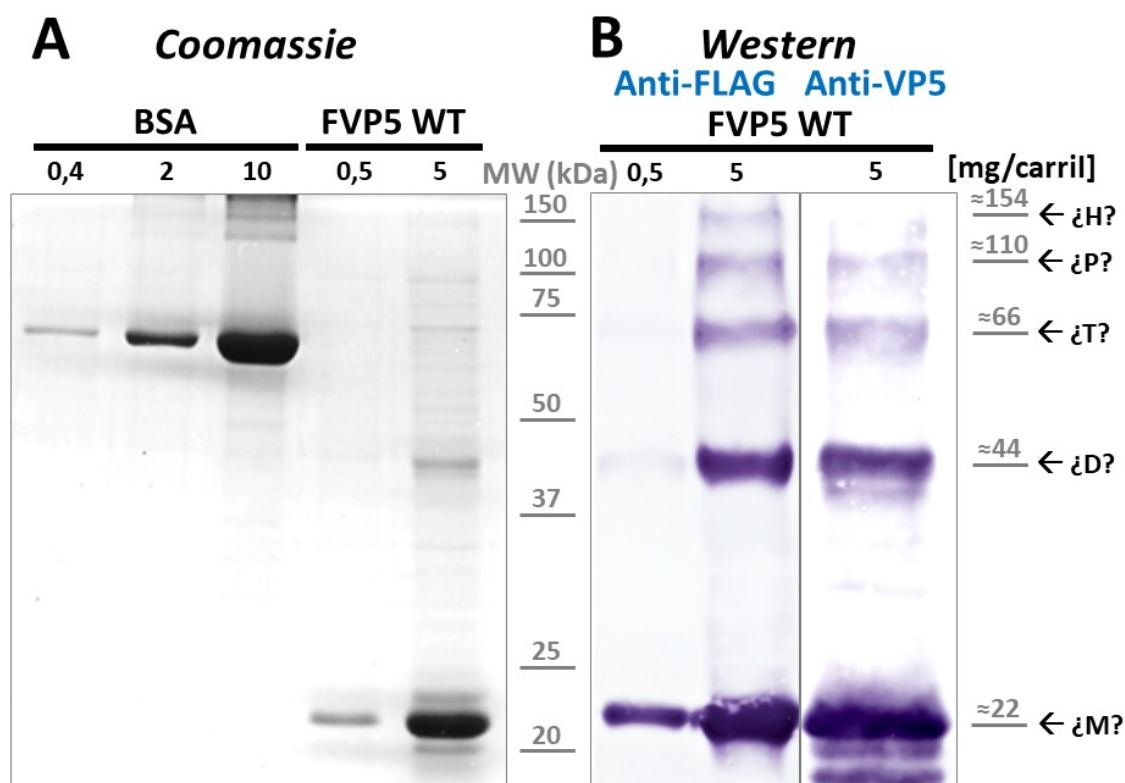 A Coomassie
BSA FVP5 WT
0,4 2 10 0,5 5
MW (kDa)
150
100
75
50
37
25
20
B Western
Anti-FLAG Anti-VP5
FVP5 WT
0,5 5 5 [mg/carril]
≈154 ← ¿H?
≈110 ← ¿P?
≈66 ← ¿T?
≈44 ← ¿D?
≈22 ← ¿M?